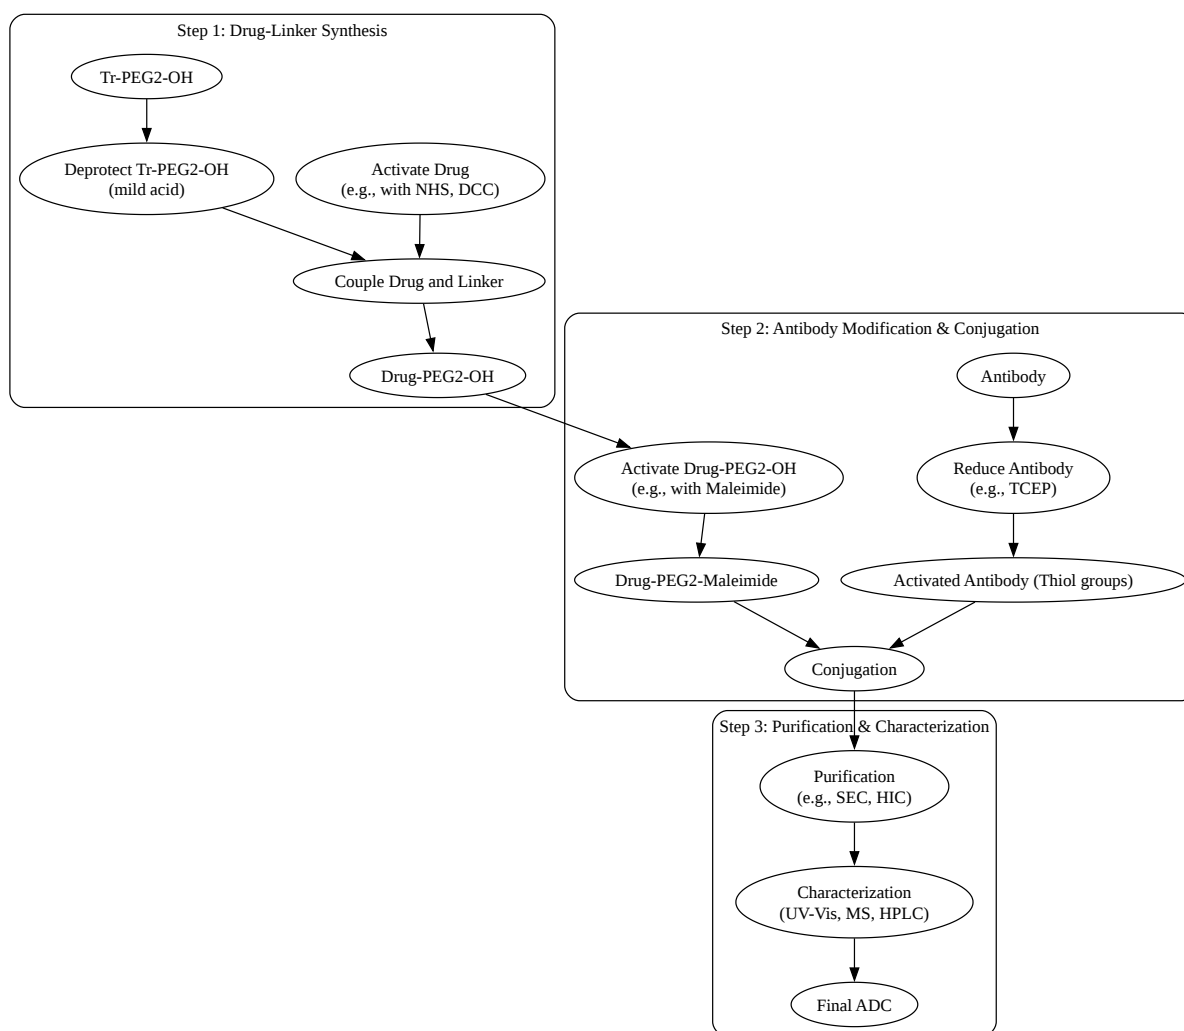 Step 1: Drug-Linker Synthesis
Tr-PEG2-OH
Deprotect Tr-PEG2-OH
(mild acid)
Activate Drug
(e.g., with NHS, DCC)
Couple Drug and Linker
Drug-PEG2-OH
Step 2: Antibody Modification & Conjugation
Antibody
Activate Drug-PEG2-OH
(e.g., with Maleimide)
Reduce Antibody
(e.g., TCEP)
Drug-PEG2-Maleimide
Activated Antibody (Thiol groups)
Conjugation
Step 3: Purification & Characterization
Purification
(e.g., SEC, HIC)
Characterization
(UV-Vis, MS, HPLC)
Final ADC